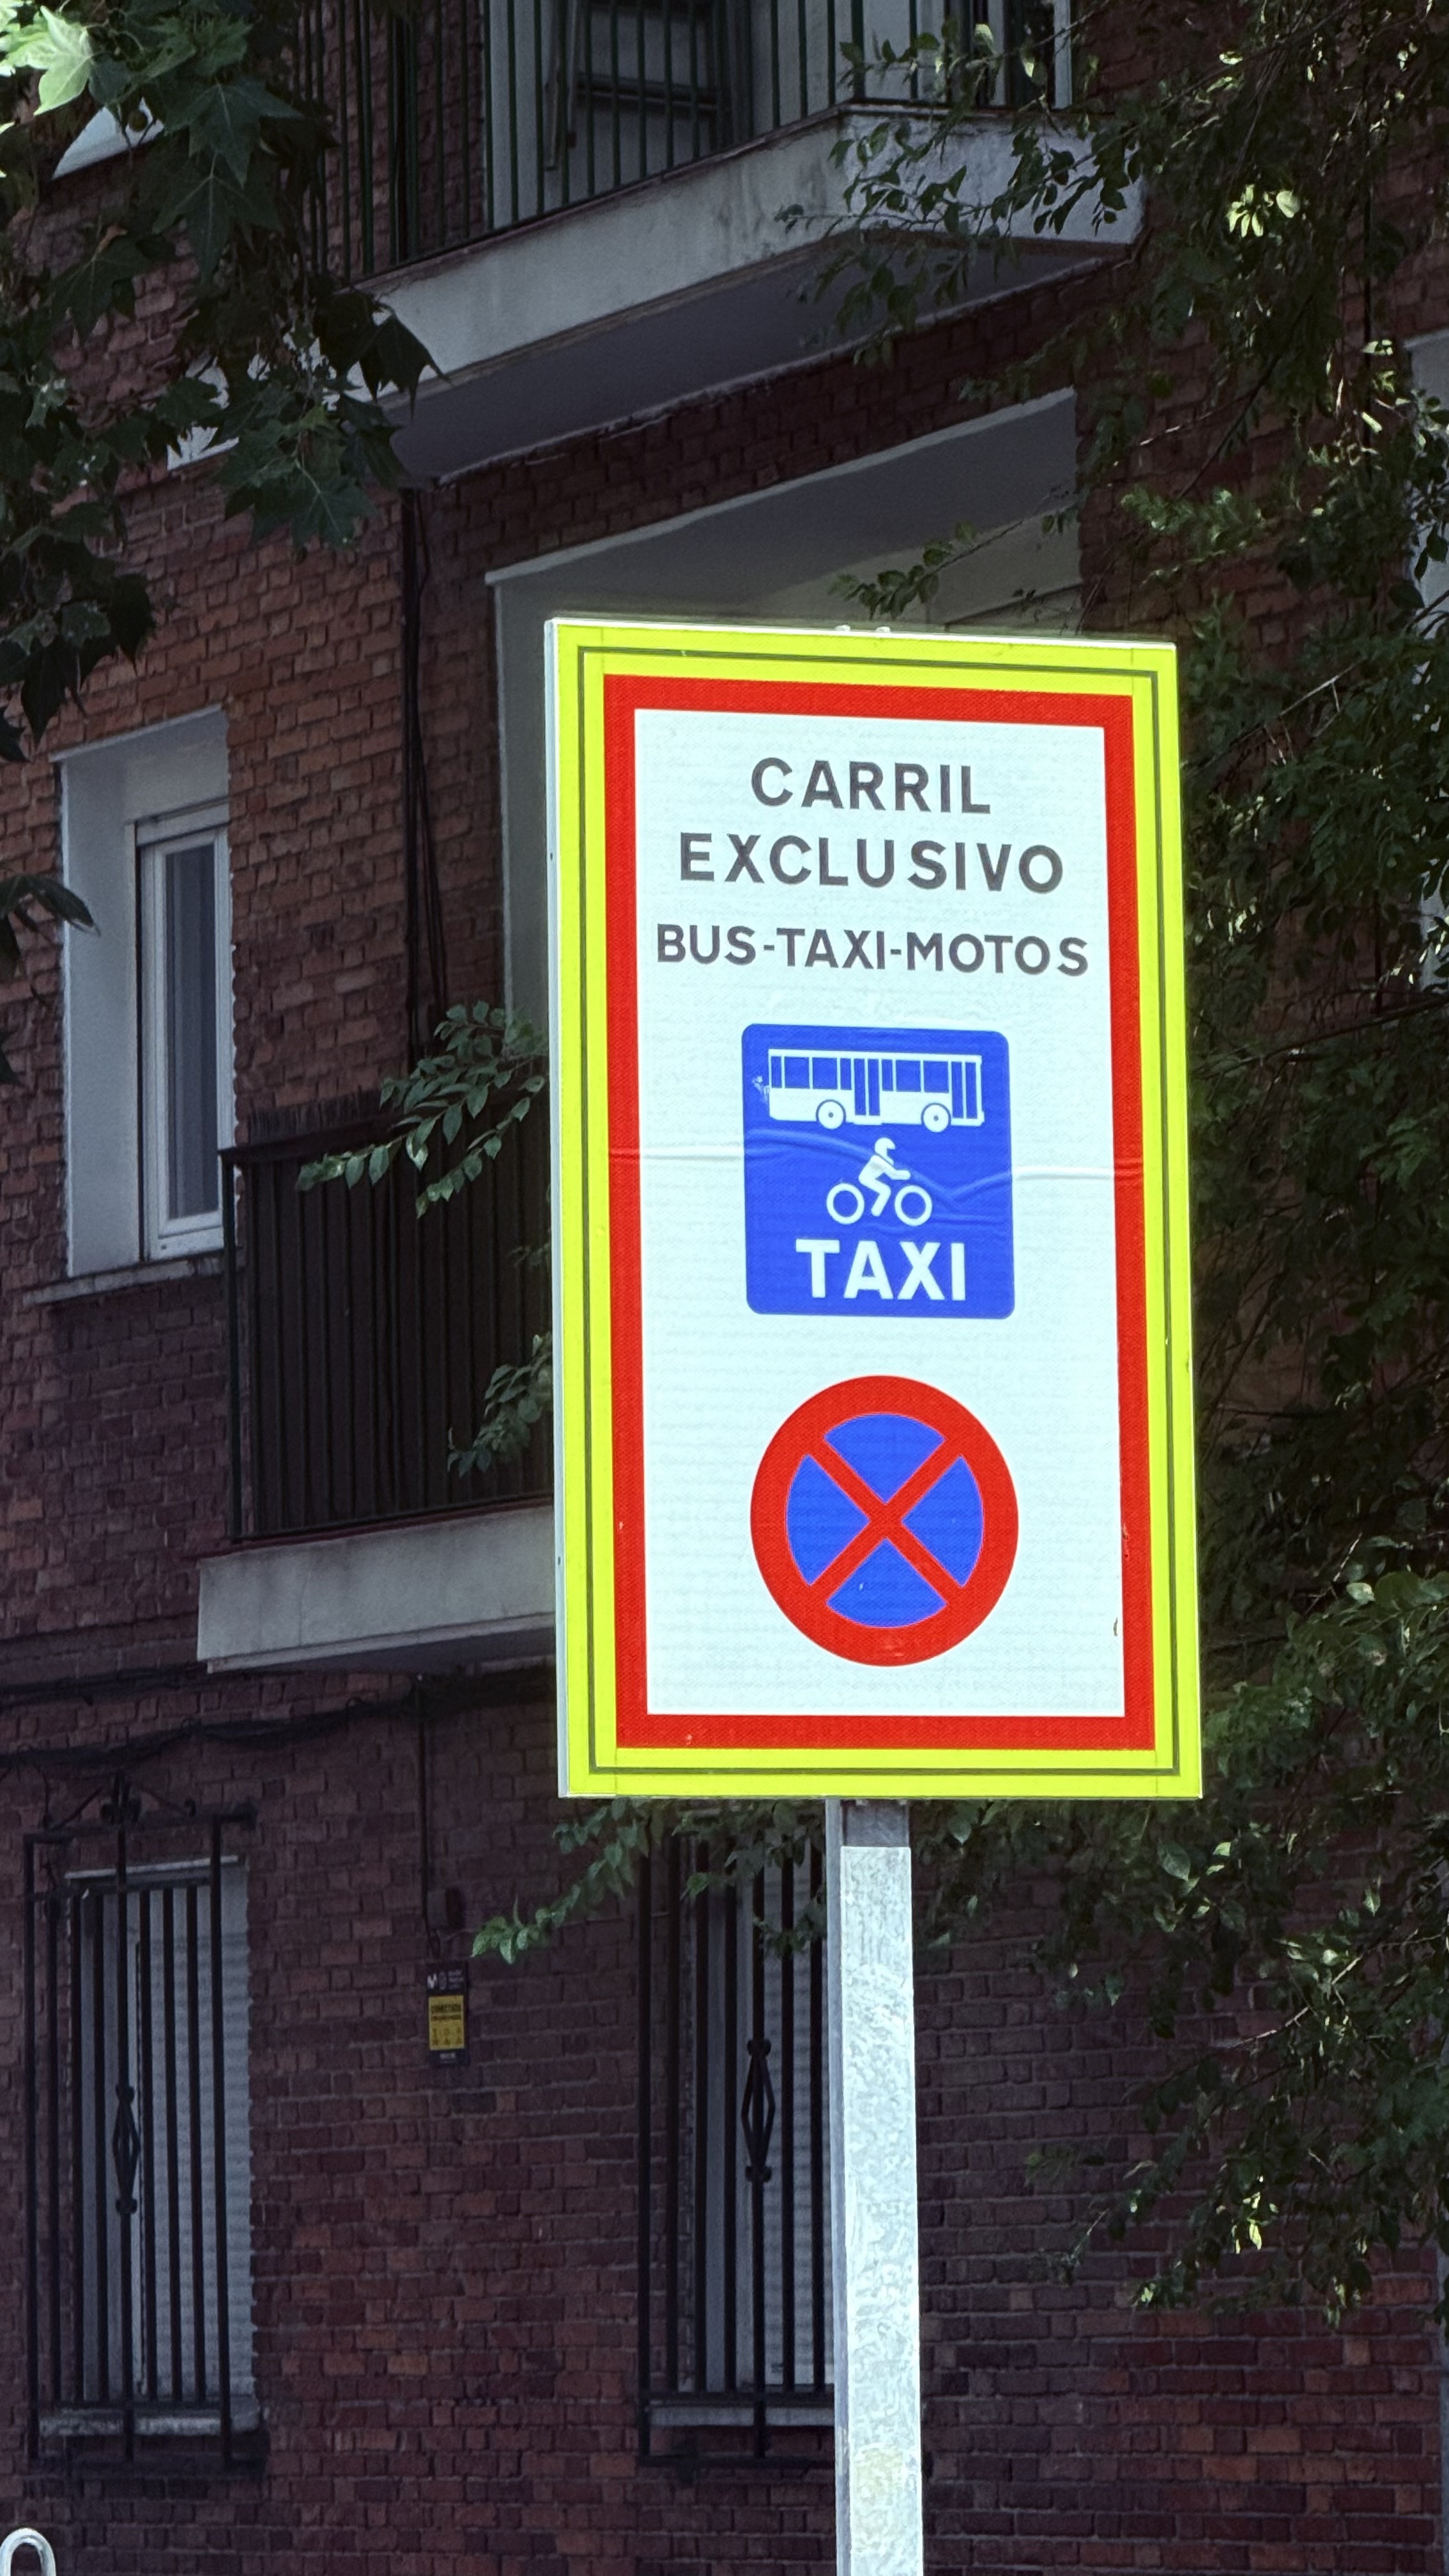 CARRIL
EXCLUSIVO
BUS-TAXI-MOTOS
TAXI